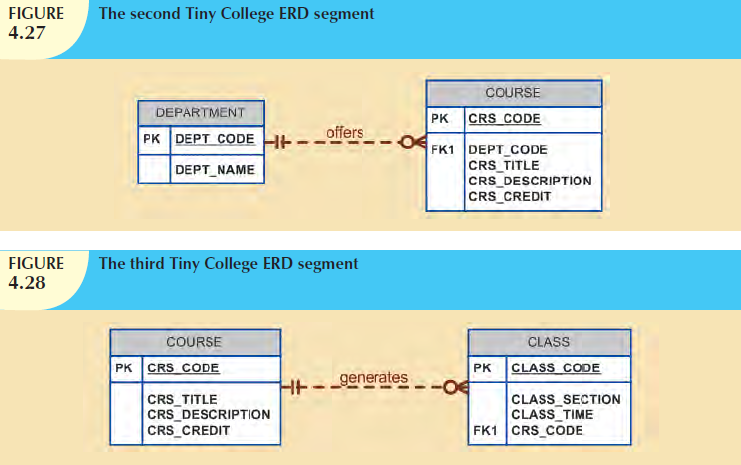 FIGURE
4.27
The second Tiny College ERD segment
DEPARTMENT
PK DEPT_CODE
DEPT_NAME
offers
COURSE
PK CRS_CODE
FK1 DEPT_CODE
CRS_TITLE
CRS_DESCRIPTION
CRS_CREDIT
FIGURE
4.28
The third Tiny College ERD segment
COURSE
PK CRS_CODE
CRS_TITLE
CRS_DESCRIPTION
CRS_CREDIT
generates
CLASS
PK CLASS_CODE
CLASS_SECTION
CLASS_TIME
FK1 CRS_CODE